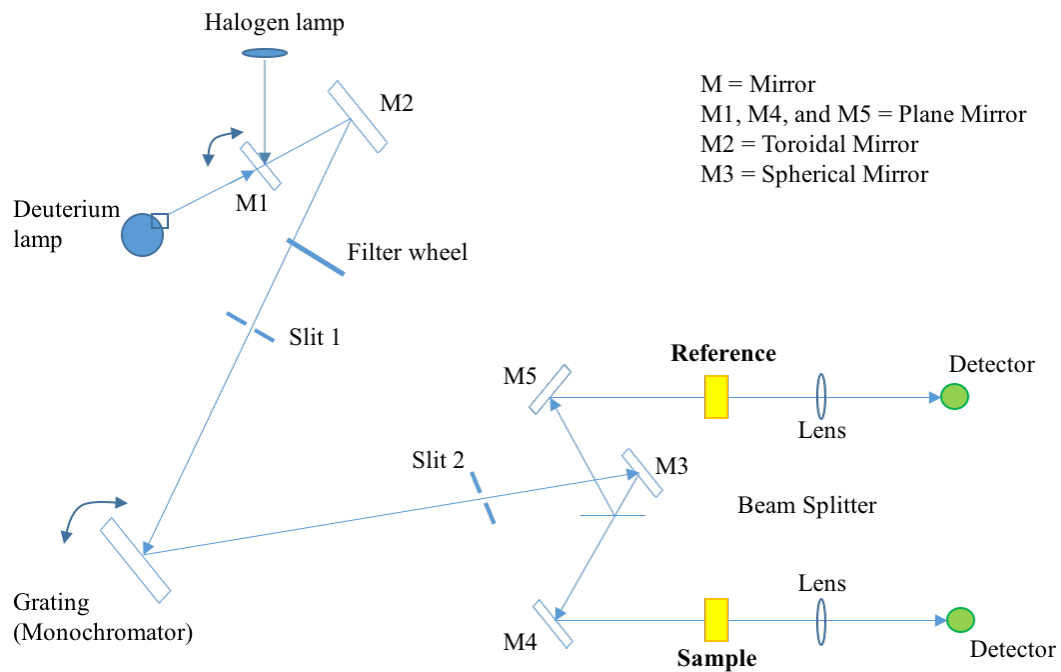 Halogen lamp
M2
M = Mirror
M1, M4, and M5 = Plane Mirror
M2 = Toroidal Mirror
M3 = Spherical Mirror
M1
Deuterium
lamp
Filter wheel
Slit 1
Reference
Detector
M5
Lens
Slit 2
M3
Beam Splitter
Lens
Grating
(Monochromator)
M4
Sample
Detector